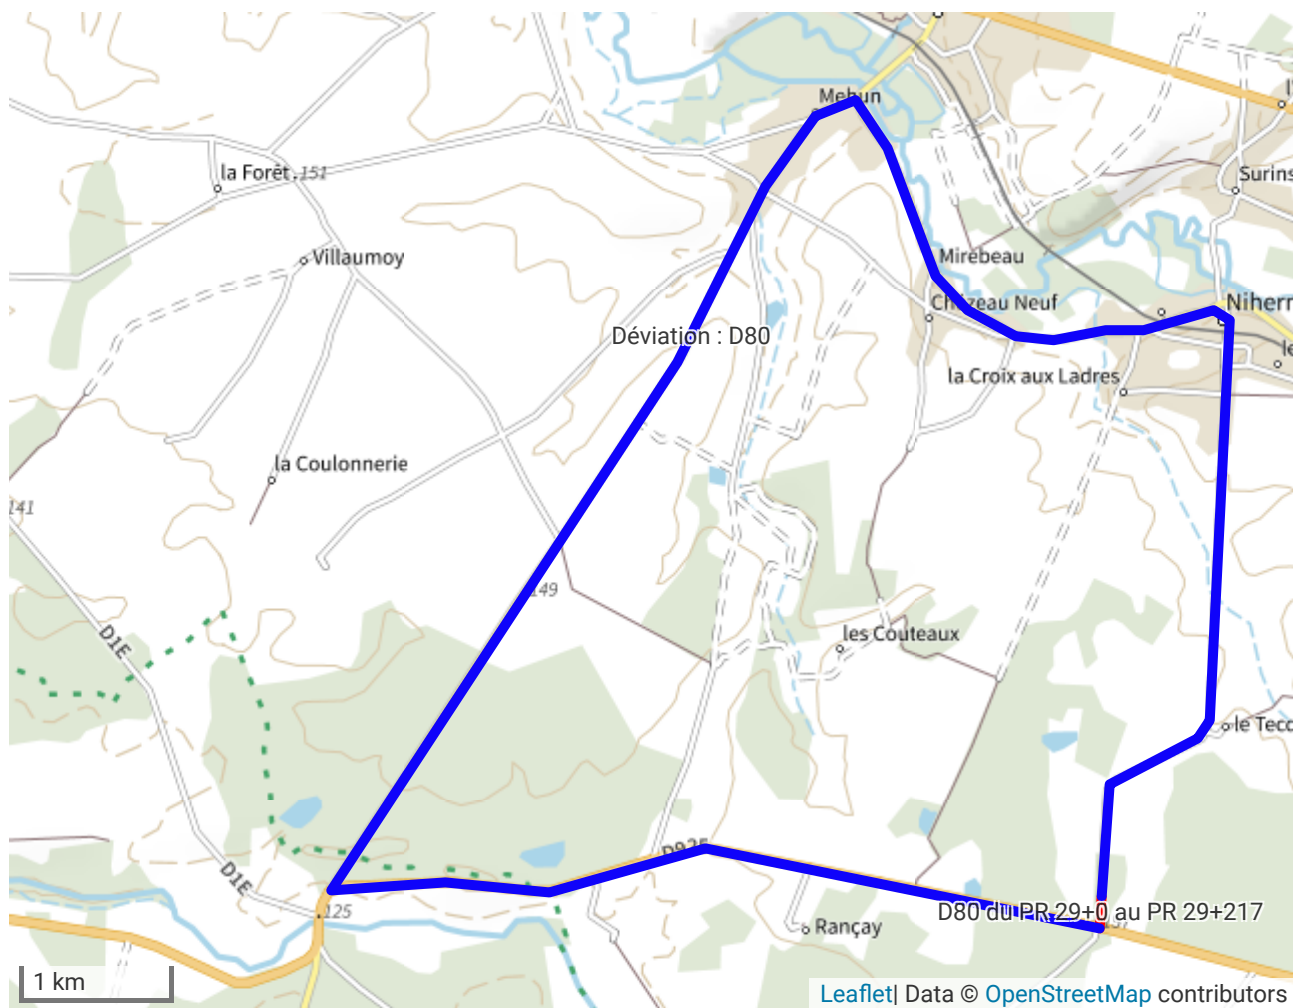 Mehun
la Forêt
151
Surins
Villaumoy
Mirebeau
Nihern
Déviation : D80
la Croix aux Ladres
la Coulonnerie
141
149
D1E
les Couteaux
le Tecc
D925
D1E
125
D80 du PR 29+0 au PR 29+217
Rançay
1 km
Leaflet| Data © OpenStreetMap contributors